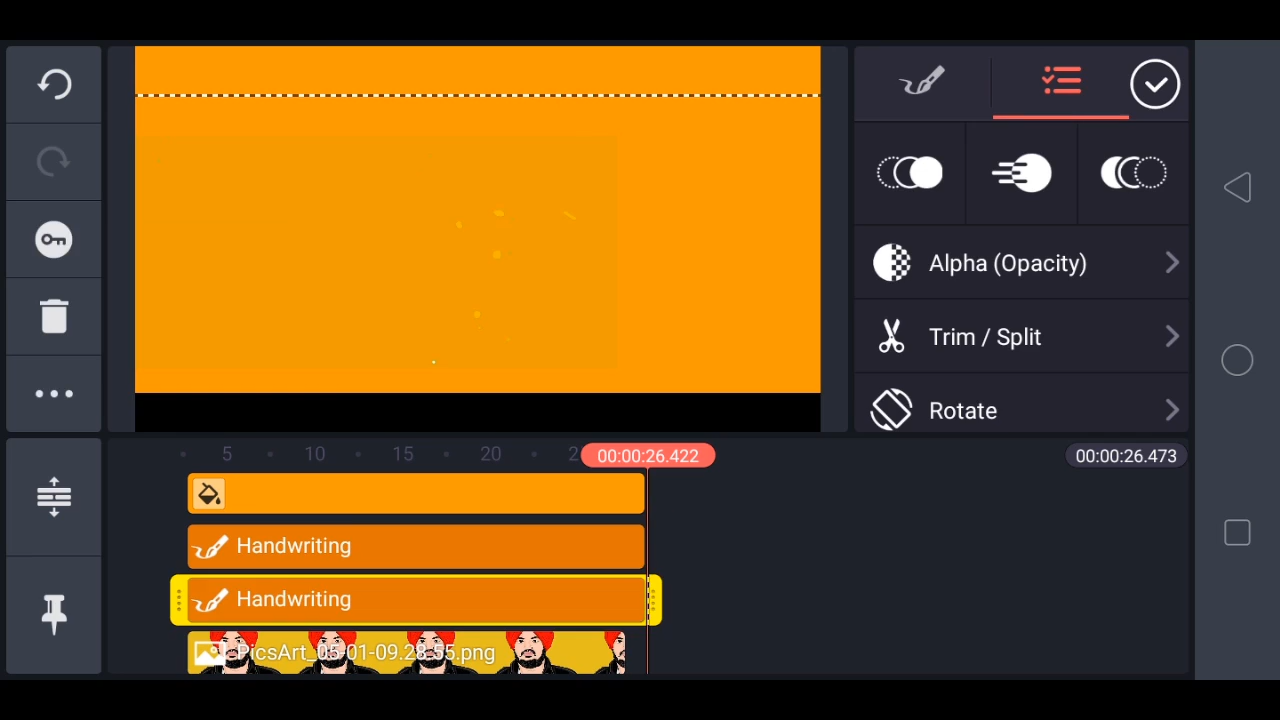 Alpha (Opacity)
Trim / Split
Rotate
5 10 15 20 2
00:00:26.422
00:00:26.473
Handwriting
Handwriting
PicsArt_05-01-09.28.55.png